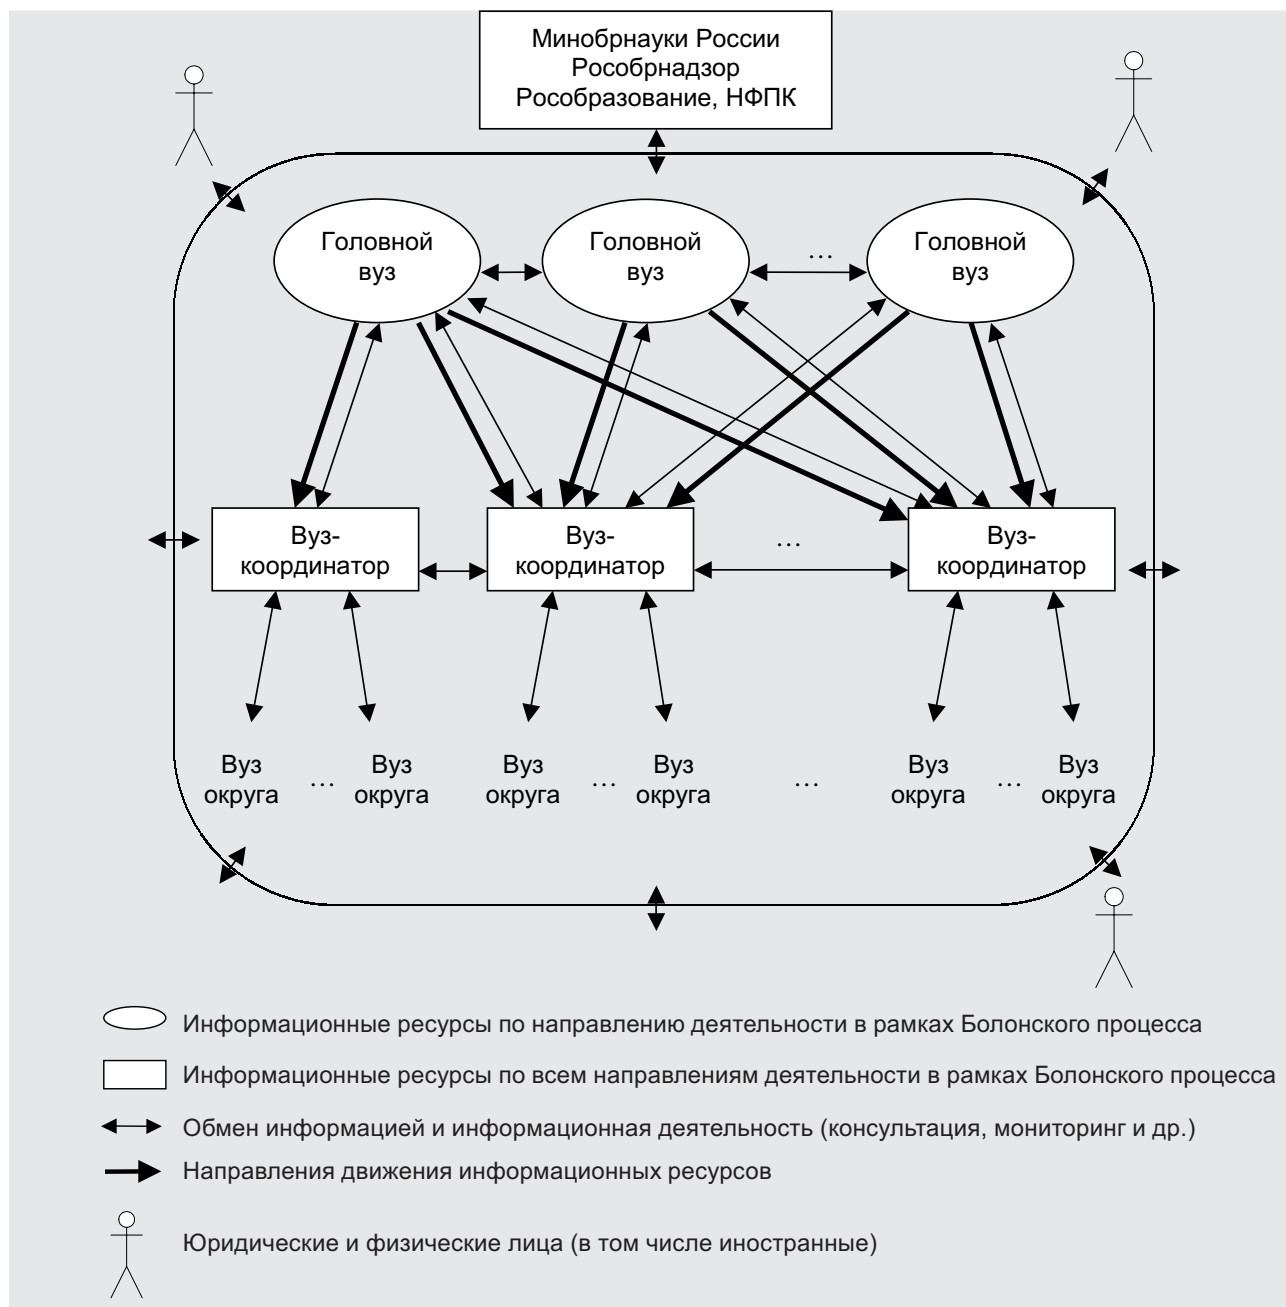 Минобрнауки России
Рособрнадзор
Рособразование, НФПК
Головной
вуз
Головной
вуз
...
Головной
вуз
Вуз-
координатор
Вуз-
координатор
...
Вуз-
координатор
Вуз
округа
...
Вуз
округа
Вуз
округа
...
Вуз
округа
...
Вуз
округа
...
Вуз
округа
Информационные ресурсы по направлению деятельности в рамках Болонского процесса
Информационные ресурсы по всем направлениям деятельности в рамках Болонского процесса
Обмен информацией и информационная деятельность (консультация, мониторинг и др.)
Направления движения информационных ресурсов
Юридические и физические лица (в том числе иностранные)